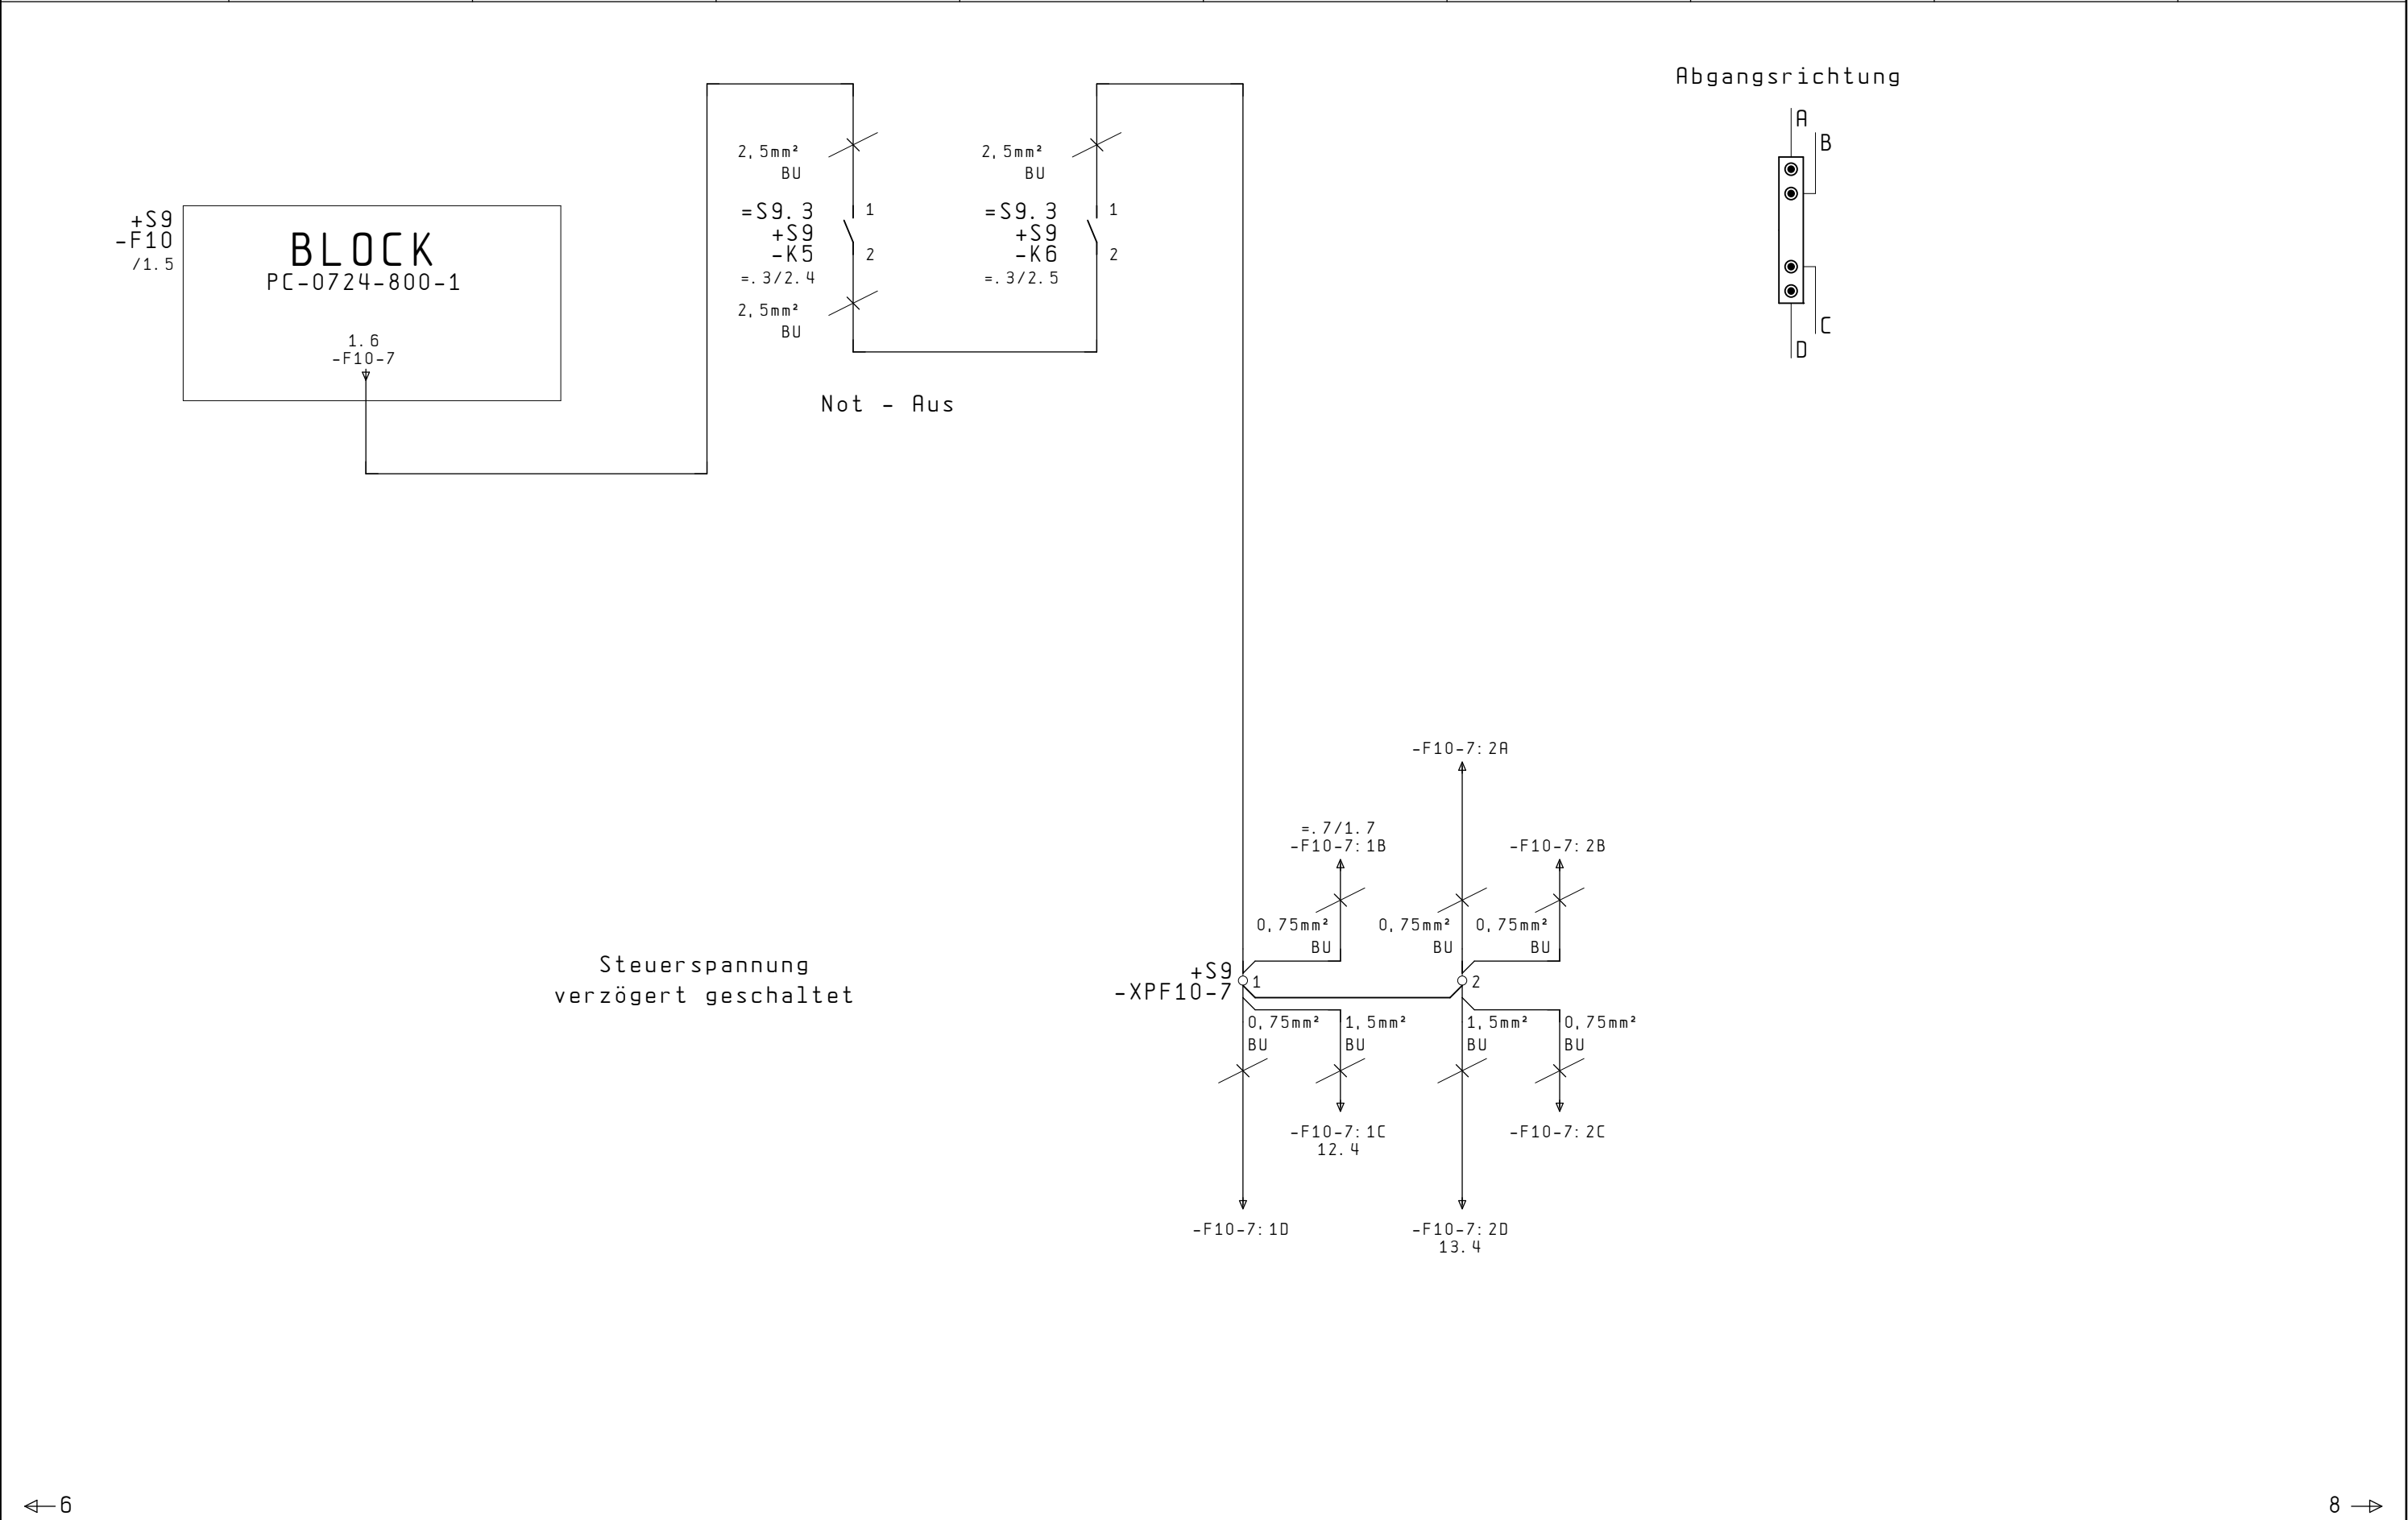 Abgangsrichtung
A
B
C
D
+S9
-F10
/1.5
BLOCK
PC-0724-800-1
1.6
-F10-7
2,5mm²
BU
=S9.3
+S9
-K5
=.3/2.4
1
2
2,5mm²
BU
2,5mm²
BU
=S9.3
+S9
-K6
=.3/2.5
1
2
Not - Aus
Steuerspannung
verzögert geschaltet
-F10-7:2A
=.7/1.7
-F10-7:1B
-F10-7:2B
0,75mm²
BU
0,75mm²
BU
0,75mm²
BU
+S9
-XPF10-7
1
2
0,75mm²
BU
1,5mm²
BU
1,5mm²
BU
0,75mm²
BU
-F10-7:1C
12.4
-F10-7:2C
-F10-7:1D
-F10-7:2D
13.4
6
8